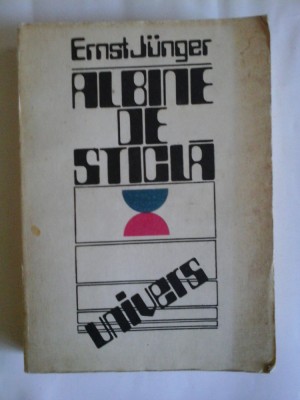 Ernst Jünger
ALBINE
DE
STICLĂ
univers